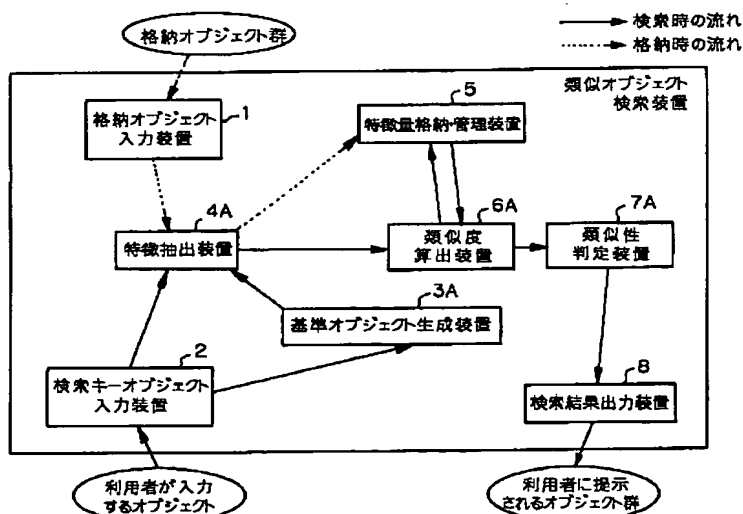 格納オブジェクト群
検索時の流れ
格納時の流れ
類似オブジェクト
検索装置
1
格納オブジェクト
入力装置
5
特徴量格納・管理装置
4A
特徴抽出装置
6A
類似度
算出装置
7A
類似性
判定装置
3A
基準オブジェクト生成装置
2
検索キーオブジェクト
入力装置
8
検索結果出力装置
利用者が入力
するオブジェクト
利用者に提示
されるオブジェクト群